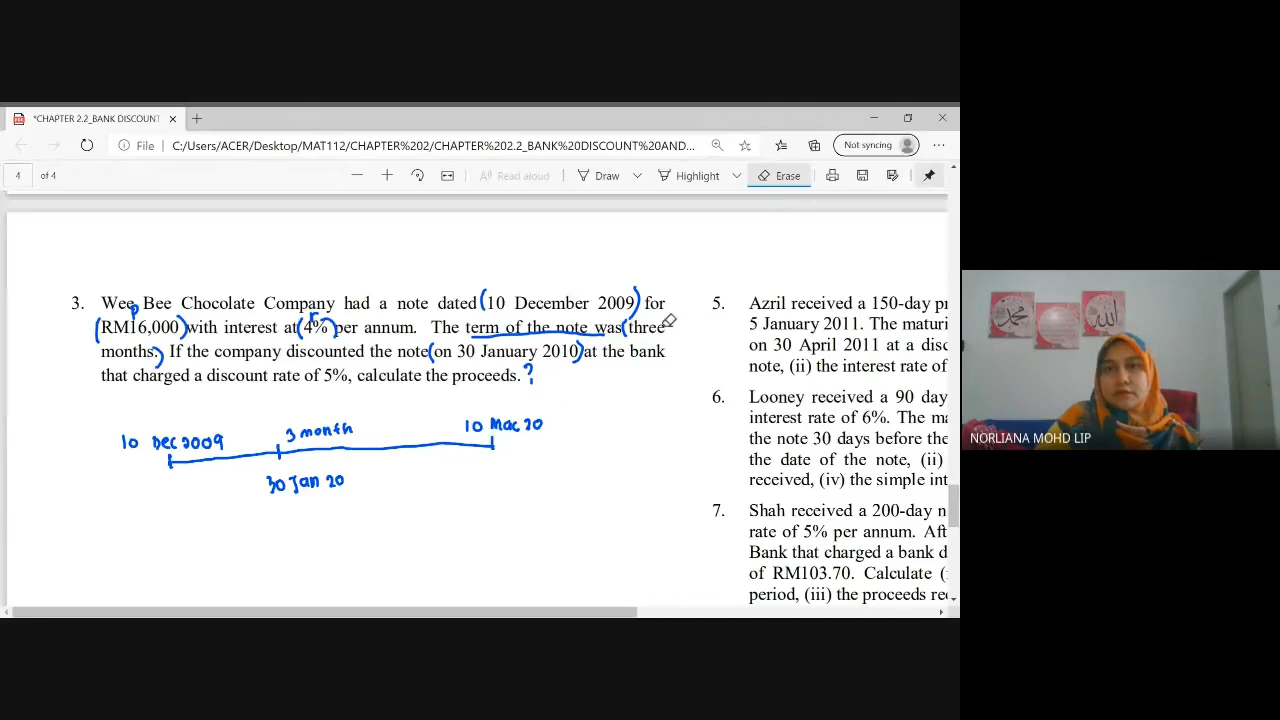 *CHAPTER 2.2_BANK DISCOUNT
File
C:/Users/ACER/Desktop/MAT112/CHAPTER%202/CHAPTER%202.2_BANK%20DISCOUNT%20AND...
Not syncing
4 of 4
Read aloud
Draw
Highlight
Erase
3. Wee Bee Chocolate Company had a note dated (10 December 2009) for
P
(RM16,000) with interest at (4%) per annum. The term of the note was (three
r
months.) If the company discounted the note (on 30 January 2010) at the bank
that charged a discount rate of 5%, calculate the proceeds. ?
10 Dec 2009
3 month
10 Mac 20
30 Jan 20
5. Azril received a 150-day pr
5 January 2011. The maturi
on 30 April 2011 at a disc
note, (ii) the interest rate of
6. Looney received a 90 day
interest rate of 6%. The ma
the note 30 days before the
the date of the note, (ii)
received, (iv) the simple int
7. Shah received a 200-day n
rate of 5% per annum. Aft
Bank that charged a bank d
of RM103.70. Calculate (
period, (iii) the proceeds re
NORLIANA MOHD LIP
محمد
الله